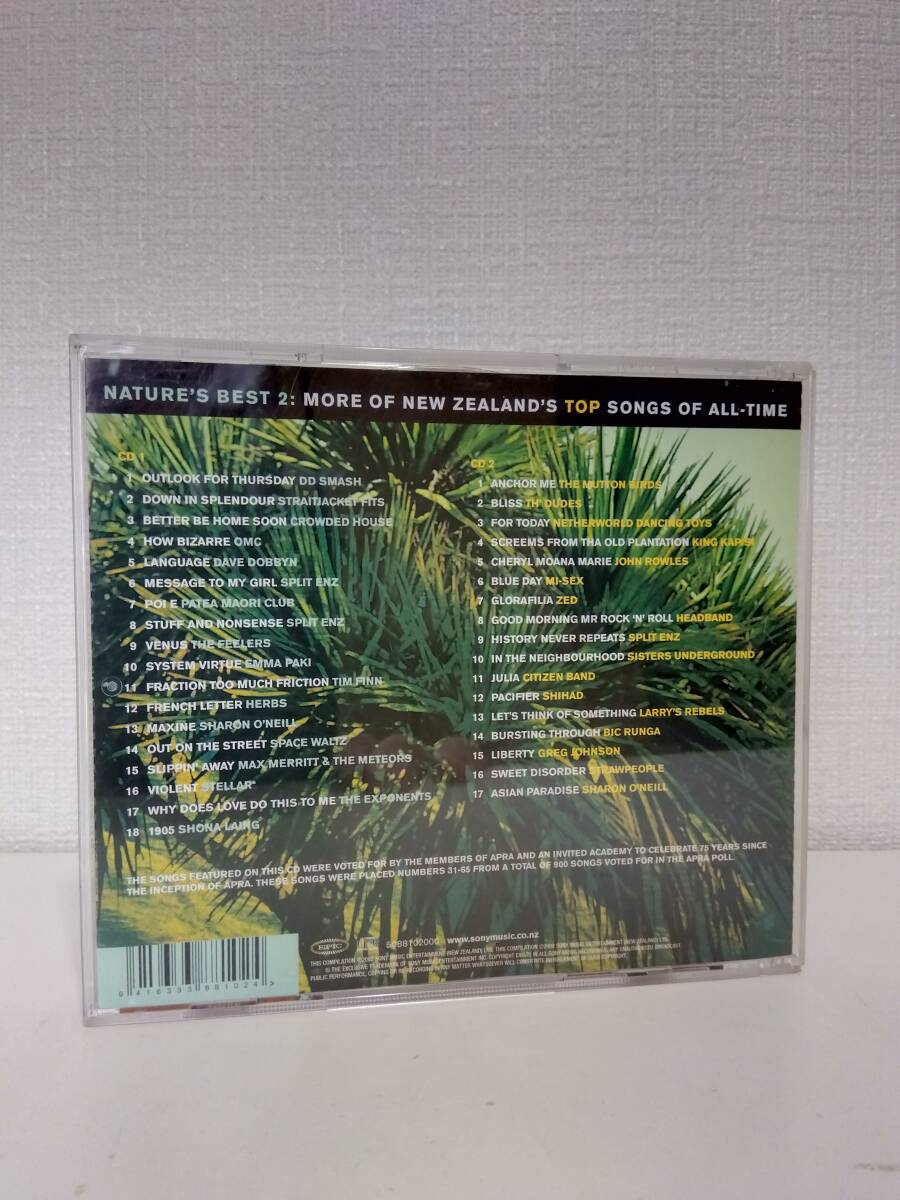 NATURE'S BEST 2: MORE OF NEW ZEALAND'S TOP SONGS OF ALL-TIME
CD 1
1 OUTLOOK FOR THURSDAY DD SMASH
2 DOWN IN SPLENDOUR STRAITJACKET FITS
3 BETTER BE HOME SOON CROWDED HOUSE
4 HOW BIZARRE OMC
5 LANGUAGE DAVE DOBBYN
6 MESSAGE TO MY GIRL SPLIT ENZ
7 POI E PATEA MAORI CLUB
8 STUFF AND NONSENSE SPLIT ENZ
9 VENUS THE FEELERS
10 SYSTEM VIRTUE EMMA PAKI
11 FRACTION TOO MUCH FRICTION TIM FINN
12 FRENCH LETTER HERBS
13 MAXINE SHARON O'NEILL
14 OUT ON THE STREET SPACE WALTZ
15 SLIPPIN' AWAY MAX MERRITT & THE METEORS
16 VIOLENT STELLAR*
17 WHY DOES LOVE DO THIS TO ME THE EXPONENTS
18 1905 SHONA LAING
CD 2
1 ANCHOR ME THE MUTTON BIRDS
2 BLISS TH' DUDES
3 FOR TODAY NETHERWORLD DANCING TOYS
4 SCREEMS FROM THA OLD PLANTATION KING KAPISI
5 CHERYL MOANA MARIE JOHN ROWLES
6 BLUE DAY MI-SEX
7 GLORAFILIA ZED
8 GOOD MORNING MR ROCK 'N' ROLL HEADBAND
9 HISTORY NEVER REPEATS SPLIT ENZ
10 IN THE NEIGHBOURHOOD SISTERS UNDERGROUND
11 JULIA CITIZEN BAND
12 PACIFIER SHIHAD
13 LET'S THINK OF SOMETHING LARRY'S REBELS
14 BURSTING THROUGH BIC RUNGA
15 LIBERTY GREG JOHNSON
16 SWEET DISORDER STRAWPEOPLE
17 ASIAN PARADISE SHARON O'NEILL
THE SONGS FEATURED ON THIS CD WERE VOTED FOR BY THE MEMBERS OF APRA AND AN INVITED ACADEMY TO CELEBRATE 75 YEARS SINCE
THE INCEPTION OF APRA. THESE SONGS WERE PLACED NUMBERS 31-65 FROM A TOTAL OF 900 SONGS VOTED FOR IN THE APRA POLL.
EPIC 5088102000 www.sonymusic.co.nz
9 416333 881024 >